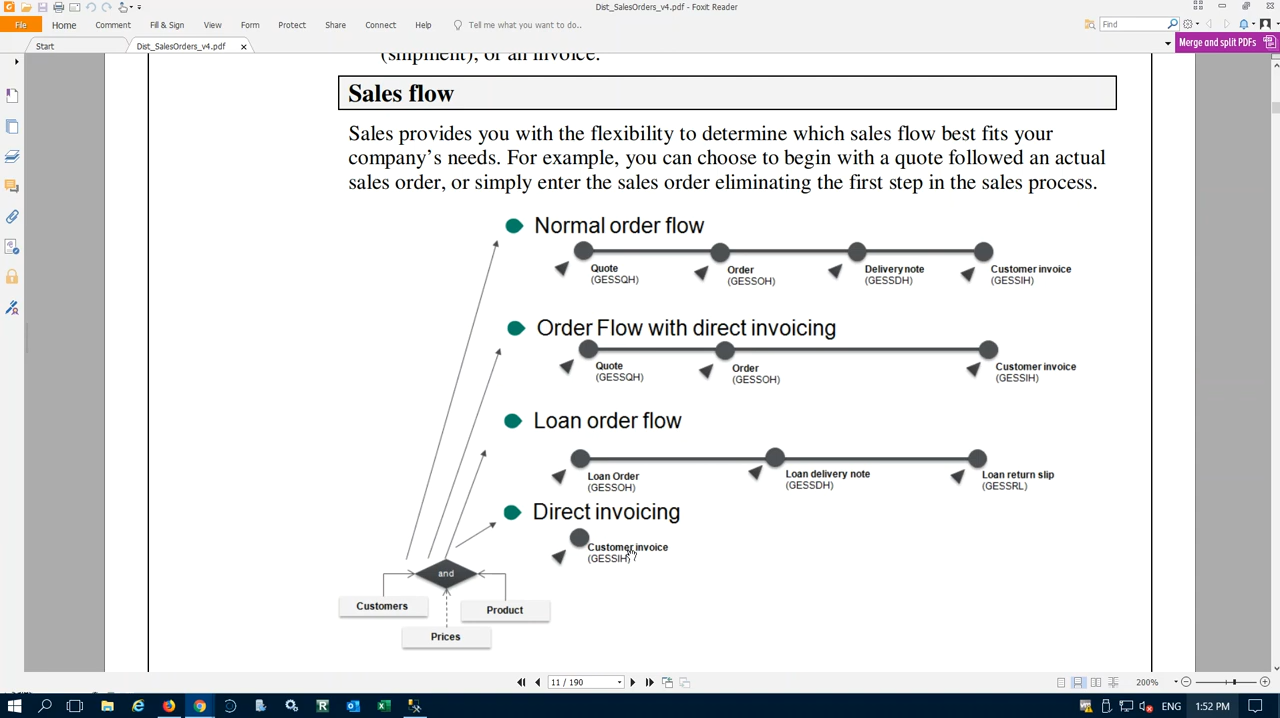 Dist_SalesOrders_v4.pdf - Foxit Reader
File Home Comment Fill & Sign View Form Protect Share Connect Help Tell me what you want to do.. Find
Start Dist_SalesOrders_v4.pdf Merge and split PDFs
(shipment), or an invoice.
Sales flow
Sales provides you with the flexibility to determine which sales flow best fits your
company's needs. For example, you can choose to begin with a quote followed an actual
sales order, or simply enter the sales order eliminating the first step in the sales process.
Normal order flow
Quote
(GESSQH)
Order
(GESSOH)
Delivery note
(GESSDH)
Customer invoice
(GESSIH)
Order Flow with direct invoicing
Quote
(GESSQH)
Order
(GESSOH)
Customer invoice
(GESSIH)
Loan order flow
Loan Order
(GESSOH)
Loan delivery note
(GESSDH)
Loan return slip
(GESSRL)
Direct invoicing
Customer invoice
(GESSIH)
and
Customers
Product
Prices
11 / 190
200%
ENG 1:52 PM